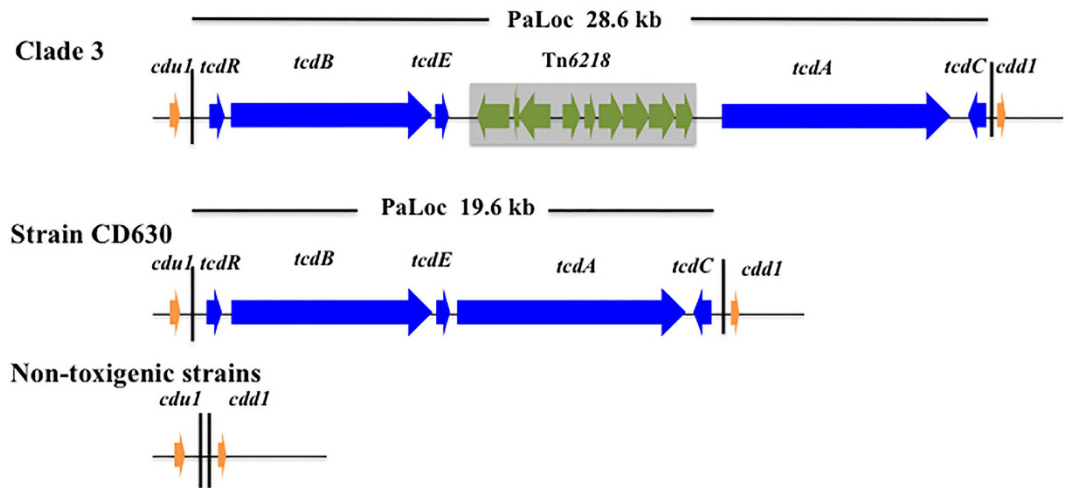 PaLoc 28.6 kb
Clade 3
cdu1 tcdR tcdB tcdE Tn6218 tcdA tcdC cdd1
PaLoc 19.6 kb
Strain CD630
cdu1 tcdR tcdB tcdE tcdA tcdC cdd1
Non-toxigenic strains
cdu1 cdd1